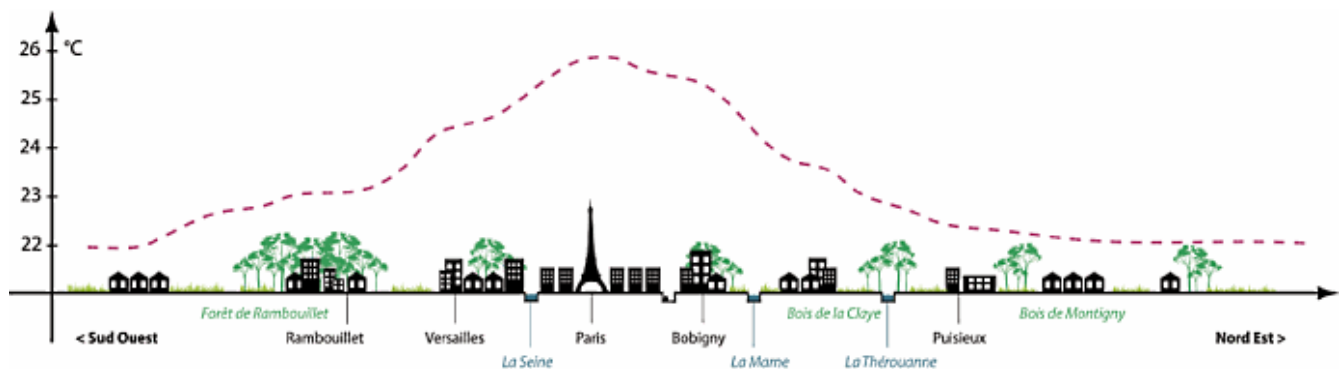 26
°C
25
24
23
22
Forêt de Rambouillet
Bois de la Claye
Bois de Montigny
< Sud Ouest
Rambouillet
Versailles
Paris
Bobigny
Puisieux
Nord Est >
La Seine
La Marne
La Thérouanne